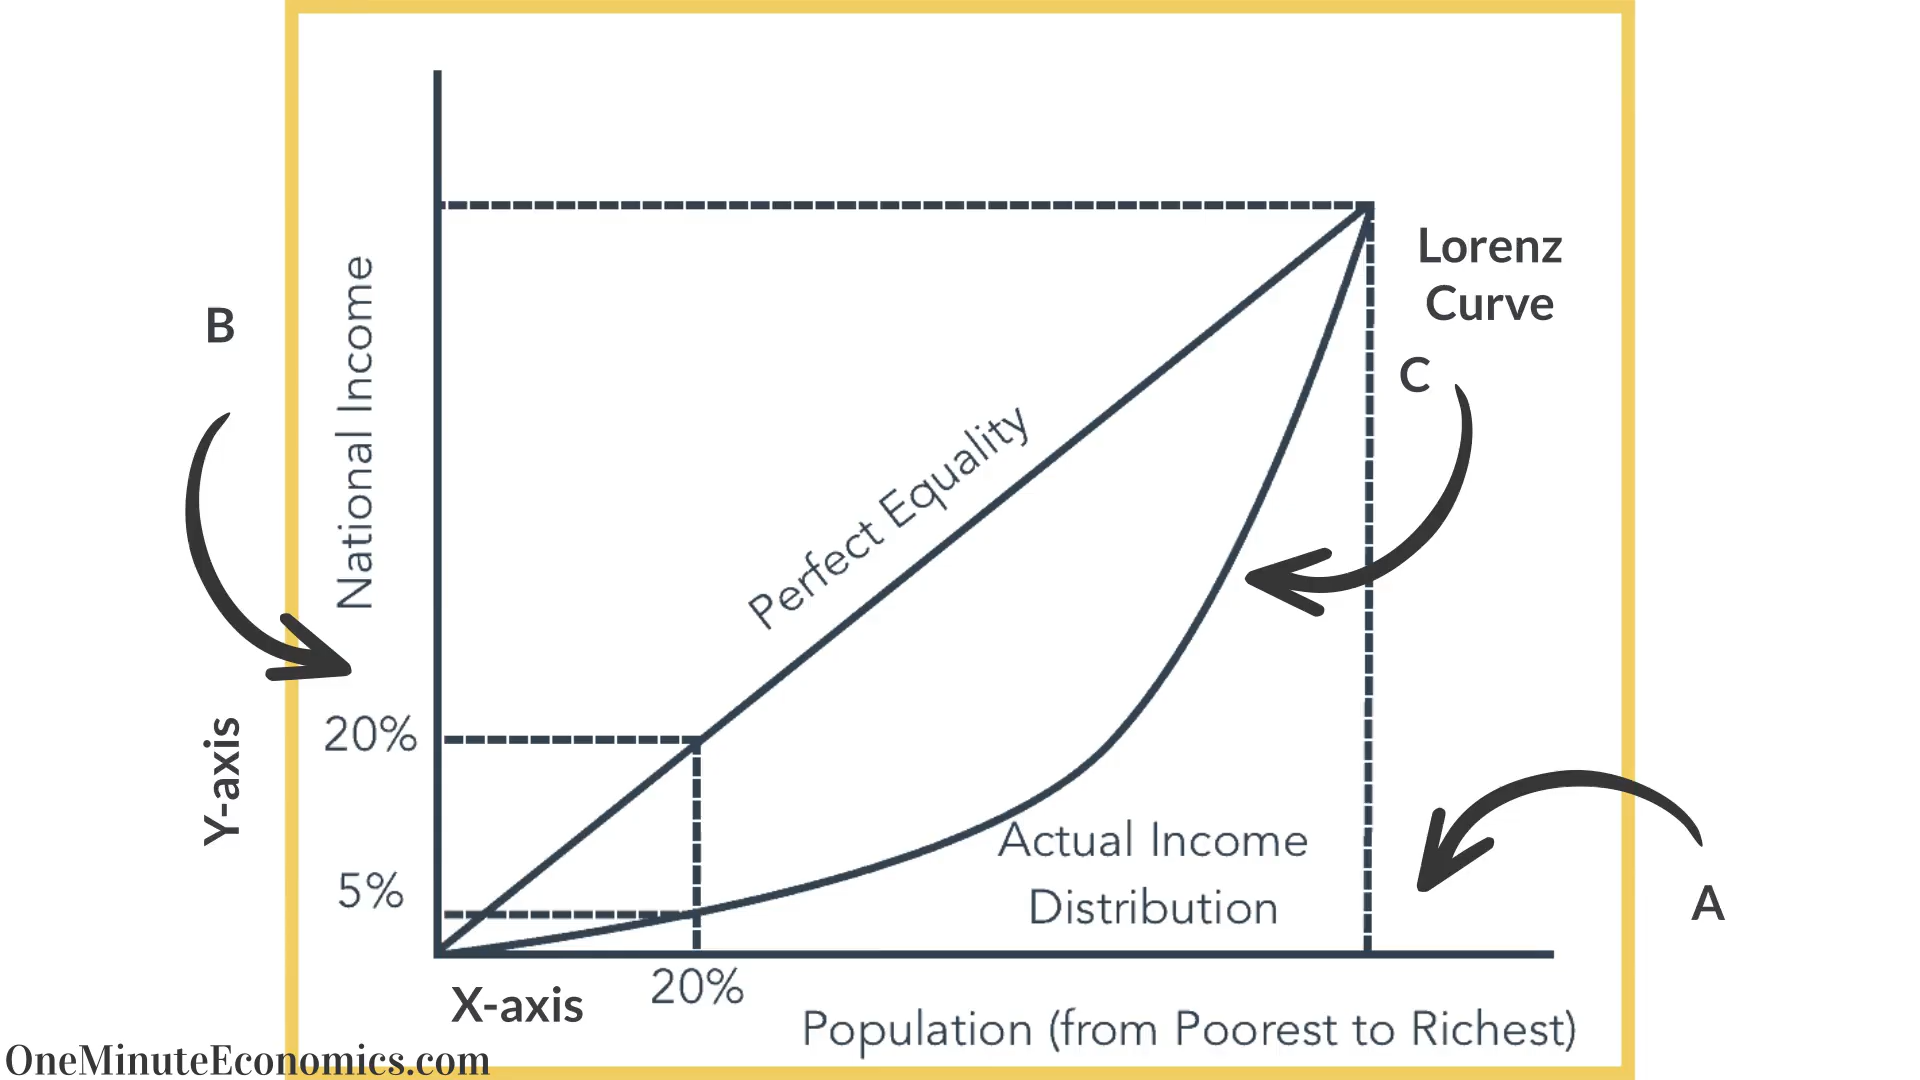 Lorenz
Curve
B
C
National Income
Perfect Equality
20%
Y-axis
5%
Actual Income
Distribution
A
20%
X-axis
Population (from Poorest to Richest)
OneMinuteEconomics.com